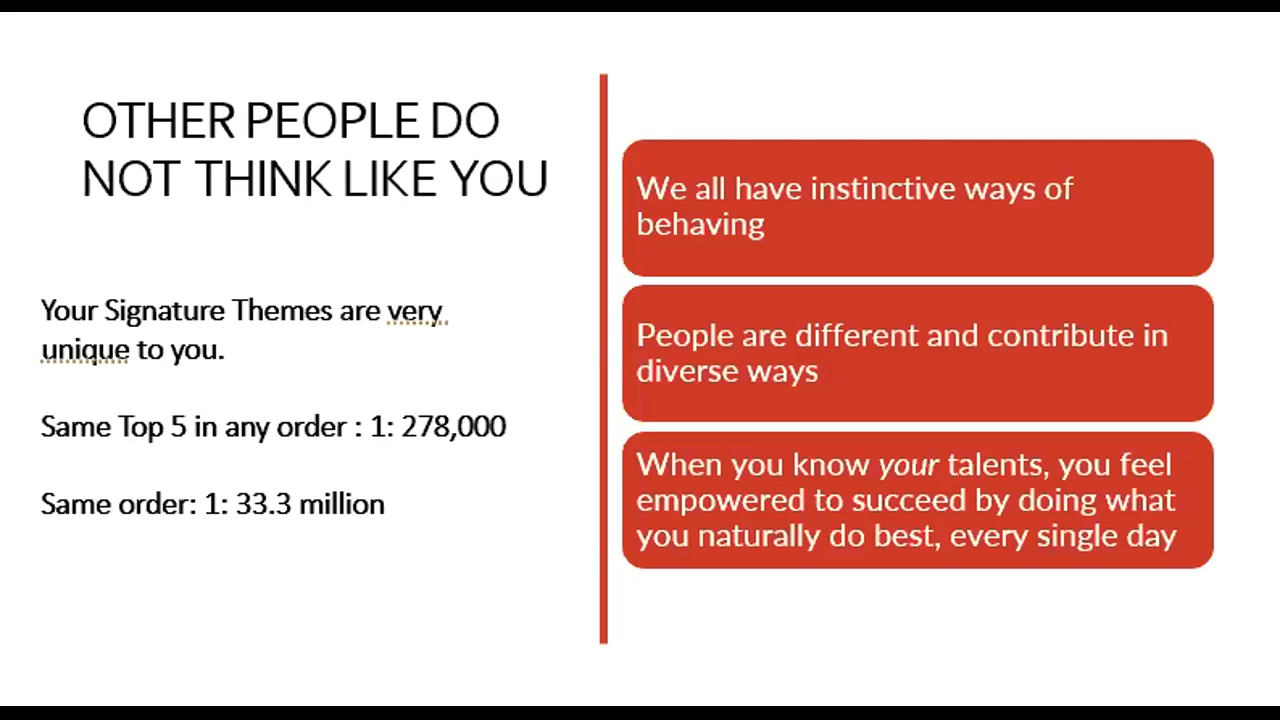 OTHER PEOPLE DO
NOT THINK LIKE YOU
Your Signature Themes are very
unique to you.
Same Top 5 in any order : 1: 278,000
Same order: 1: 33.3 million
We all have instinctive ways of
behaving
People are different and contribute in
diverse ways
When you know your talents, you feel
empowered to succeed by doing what
you naturally do best, every single day